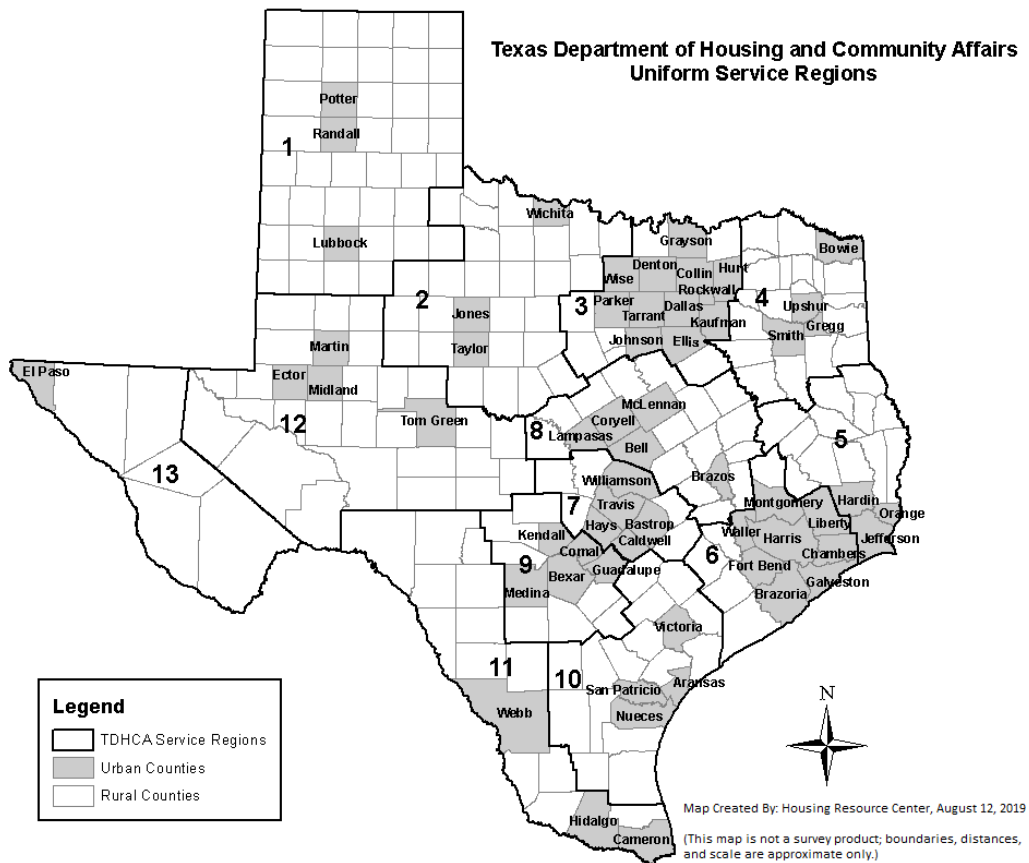 Texas Department of Housing and Community Affairs
Uniform Service Regions
Potter
Randall
1
Lubbock
Wichita
2
Jones
Taylor
Grayson
Denton
Collin
Hunt
Wise
Rockwall
3
Parker
Tarrant
Dallas
Kaufman
Johnson
Ellis
Bowie
4
Upshur
Gregg
Smith
El Paso
Martin
Ector
Midland
12
Tom Green
13
McLennan
Coryell
8
Lampasas
Bell
Brazos
5
Williamson
7
Travis
Hays
Bastrop
Caldwell
Montgomery
Hardin
Orange
Liberty
Waller
Harris
Jefferson
Chambers
6
Fort Bend
Galveston
Brazoria
Kendall
Comal
9
Guadalupe
Bexar
Medina
Victoria
11
10
San Patricio
Aransas
Nueces
Webb
Hidalgo
Cameron
Legend
TDHCA Service Regions
Urban Counties
Rural Counties
N
Map Created By: Housing Resource Center, August 12, 2019
(This map is not a survey product; boundaries, distances,
and scale are approximate only.)